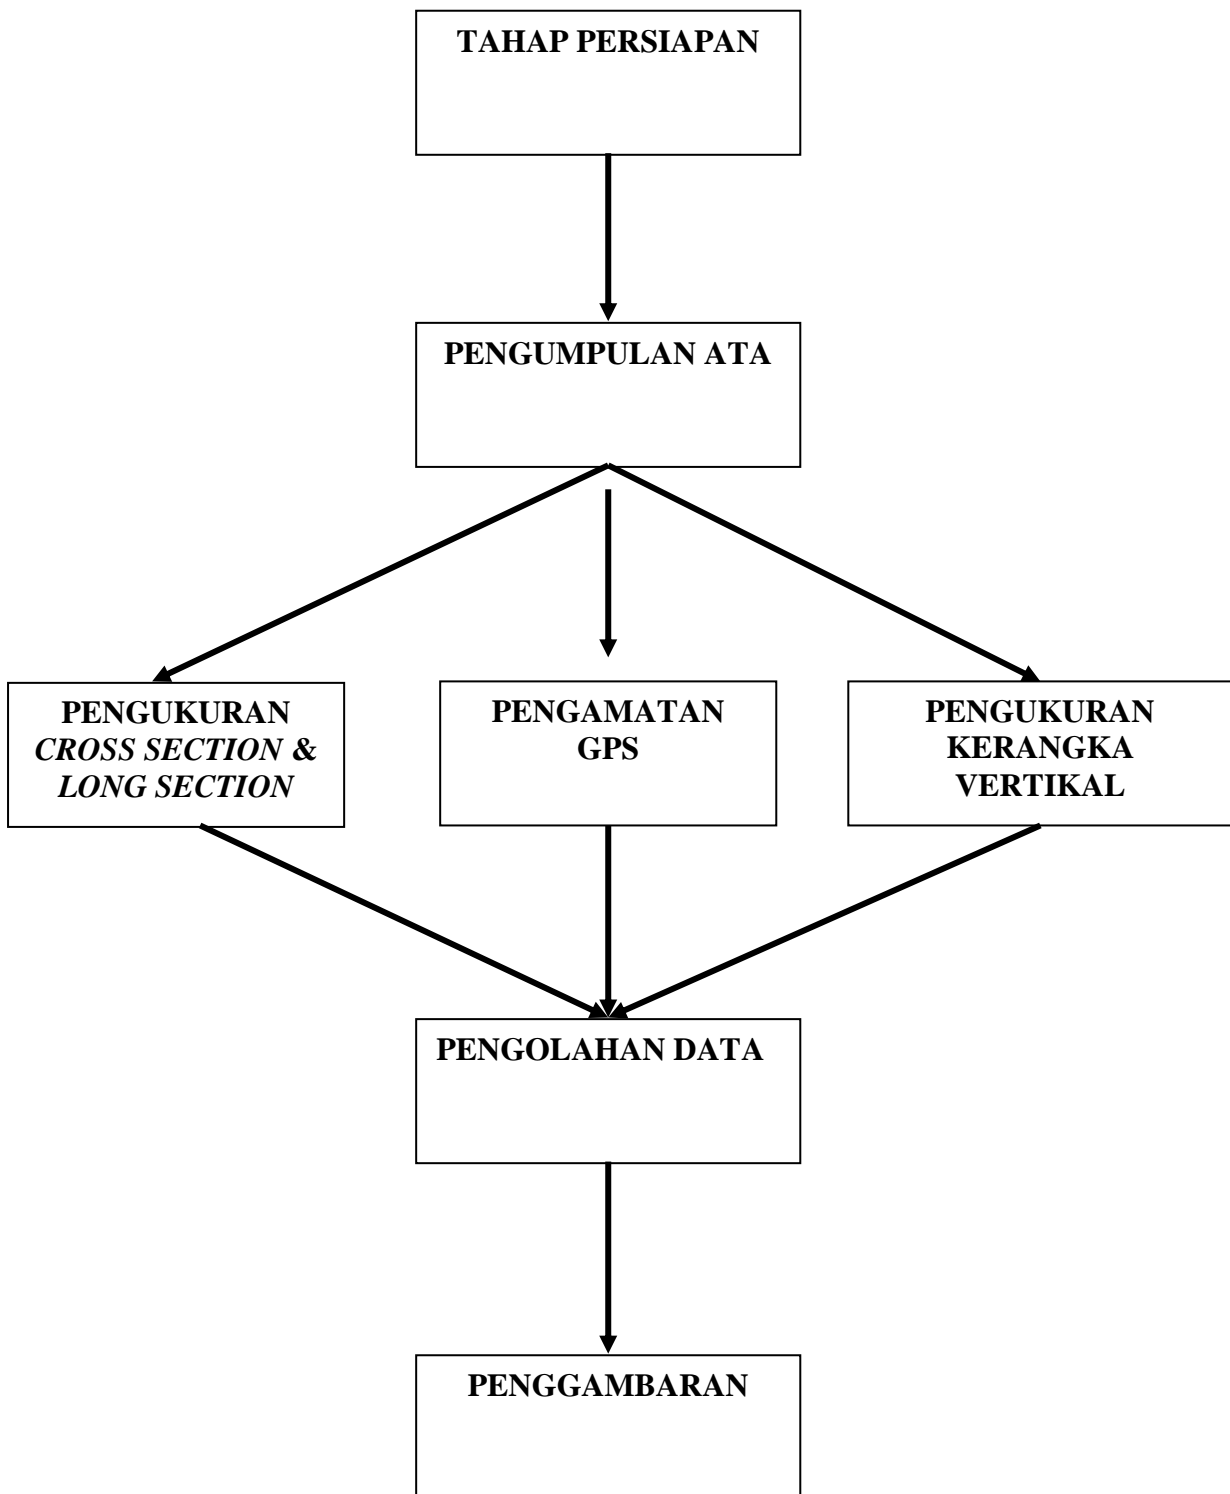 TAHAP PERSIAPAN
PENGUMPULAN ATA
PENGUKURAN
CROSS SECTION &
LONG SECTION
PENGAMATAN
GPS
PENGUKURAN
KERANGKA
VERTIKAL
PENGOLAHAN DATA
PENGGAMBARAN